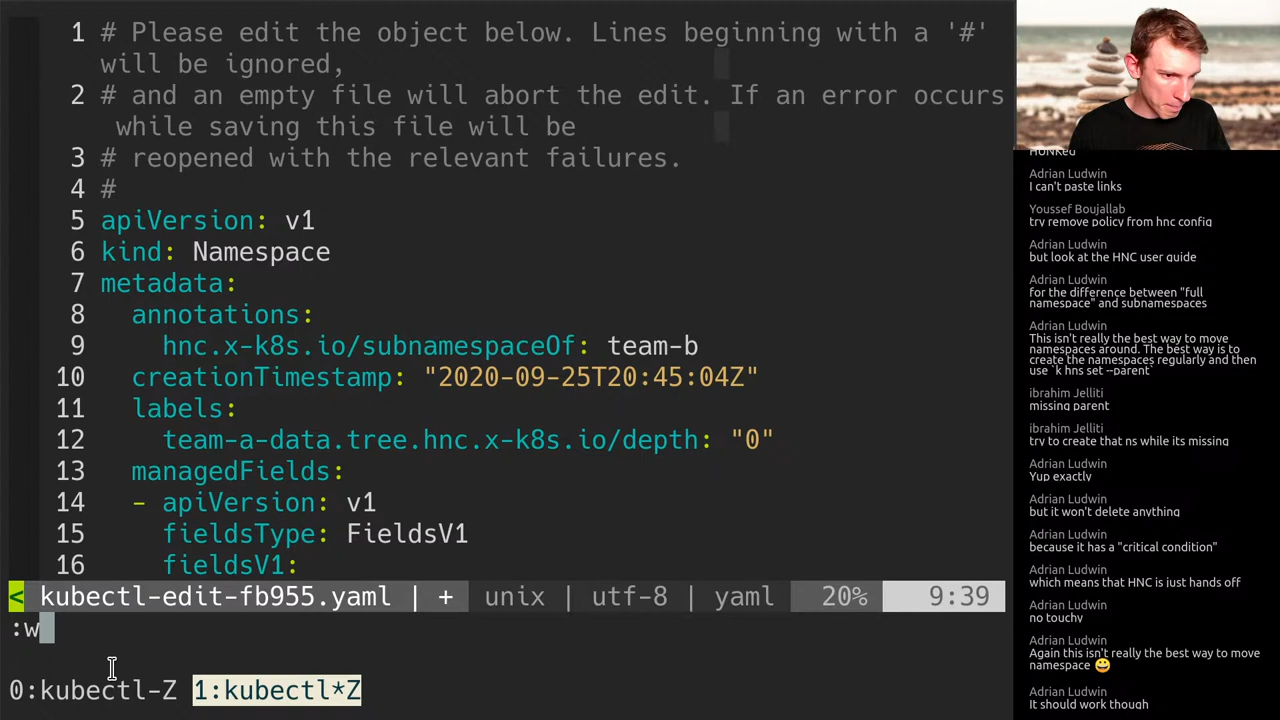 1 # Please edit the object below. Lines beginning with a '#'
will be ignored,
2 # and an empty file will abort the edit. If an error occurs
while saving this file will be
3 # reopened with the relevant failures.
4 #
5 apiVersion: v1
6 kind: Namespace
7 metadata:
8 annotations:
9 hnc.x-k8s.io/subnamespaceOf: team-b
10 creationTimestamp: "2020-09-25T20:45:04Z"
11 labels:
12 team-a-data.tree.hnc.x-k8s.io/depth: "0"
13 managedFields:
14 - apiVersion: v1
15 fieldsType: FieldsV1
16 fieldsV1:
< kubectl-edit-fb955.yaml | + unix | utf-8 | yaml 20% 9:39
:w
0:kubectl-Z 1:kubectl*Z
HONKed
Adrian Ludwin
I can't paste links
Youssef Boujallab
try remove policy from hnc config
Adrian Ludwin
but look at the HNC user guide
Adrian Ludwin
for the difference between "full
namespace" and subnamespaces
Adrian Ludwin
This isn't really the best way to move
namespaces around. The best way is to
create the namespaces regularly and then
use `k hns set --parent`
ibrahim Jelliti
missing parent
ibrahim Jelliti
try to create that ns while its missing
Adrian Ludwin
Yup exactly
Adrian Ludwin
but it won't delete anything
Adrian Ludwin
because it has a "critical condition"
Adrian Ludwin
which means that HNC is just hands off
Adrian Ludwin
no touchy
Adrian Ludwin
Again this isn't really the best way to move
namespace 😀
Adrian Ludwin
It should work though